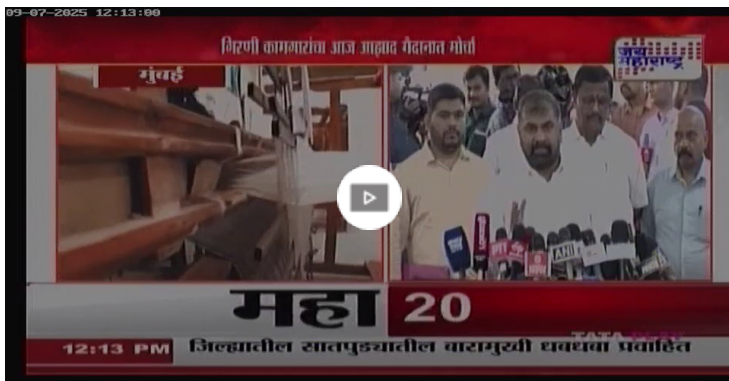 09-07-2025 12:13:00
गिरणी कामगारांचा आज आझाद मैदानात मोर्चा
जय महाराष्ट्र
मुंबई
ANI
महा 20
TATA PLAY
12:13 PM जिल्ह्यातील सातपुड्यातील बारामुखी धबधबा प्रवाहित